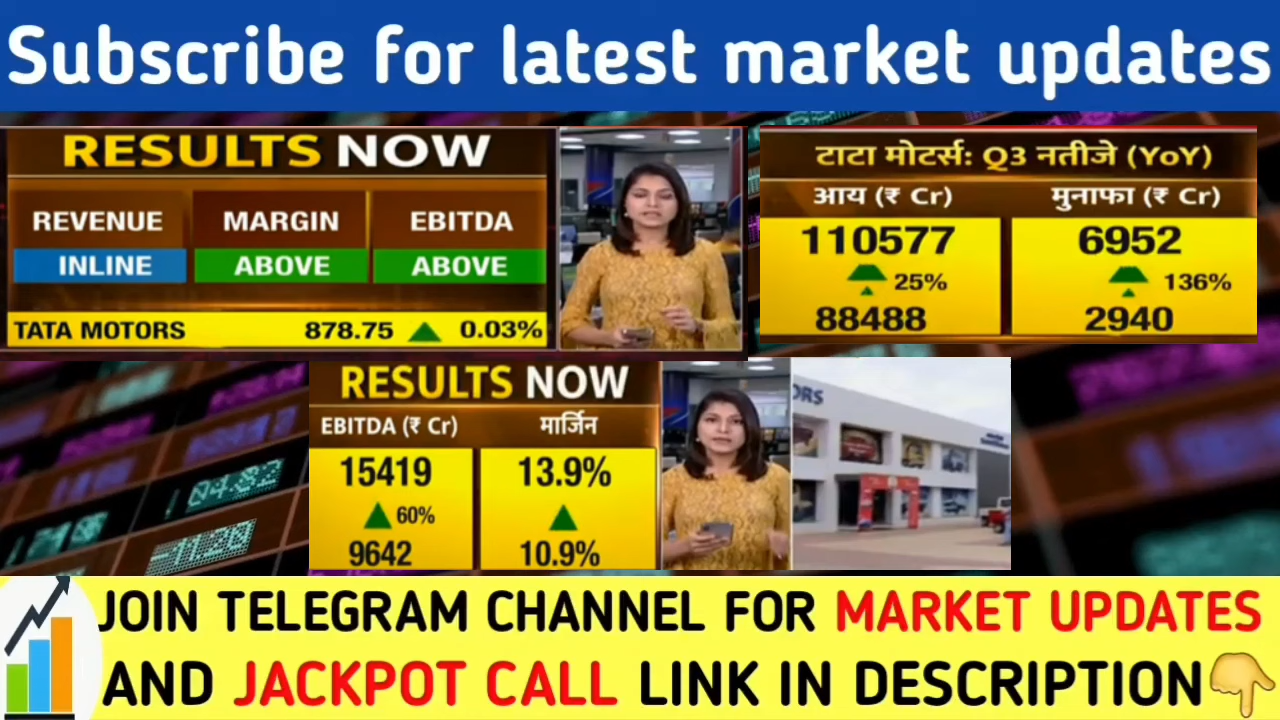 Subscribe for latest market updates
RESULTS NOW
REVENUE MARGIN EBITDA
INLINE ABOVE ABOVE
TATA MOTORS 878.75 0.03%
टाटा मोटर्स: Q3 नतीजे (YoY)
आय (₹ Cr) मुनाफा (₹ Cr)
110577 6952
25% 136%
88488 2940
RESULTS NOW
EBITDA (₹ Cr) मार्जिन
15419 13.9%
60%
9642 10.9%
ORS
JOIN TELEGRAM CHANNEL FOR MARKET UPDATES
AND JACKPOT CALL LINK IN DESCRIPTION👇